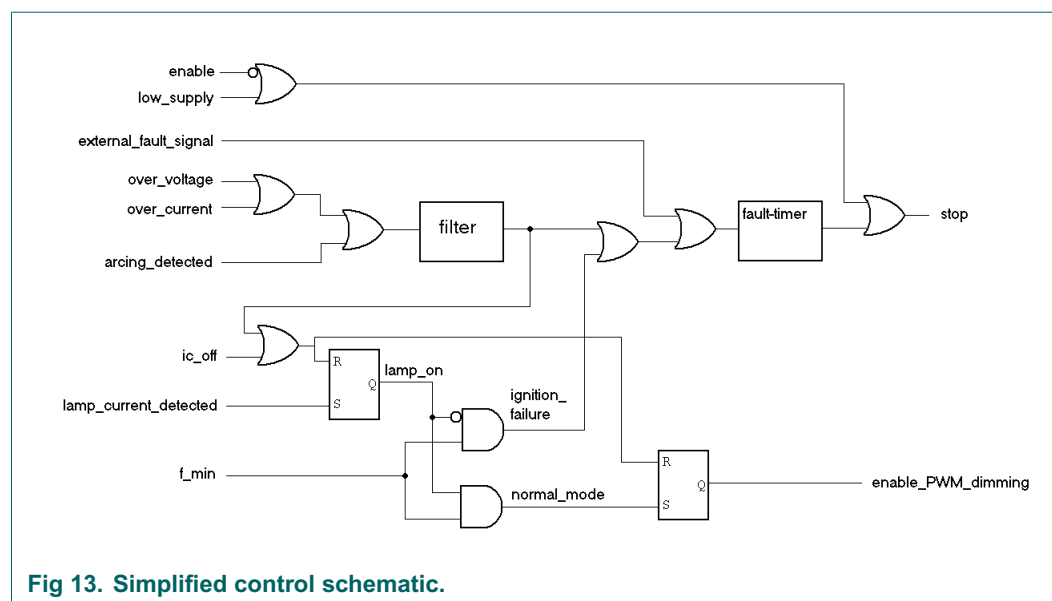 enable
low_supply
external_fault_signal
over_voltage
over_current
arcing_detected
filter
fault-timer
stop
ic_off
R
Q
S
lamp_on
lamp_current_detected
ignition_
failure
f_min
normal_mode
R
Q
S
enable_PWM_dimming
Fig 13. Simplified control schematic.